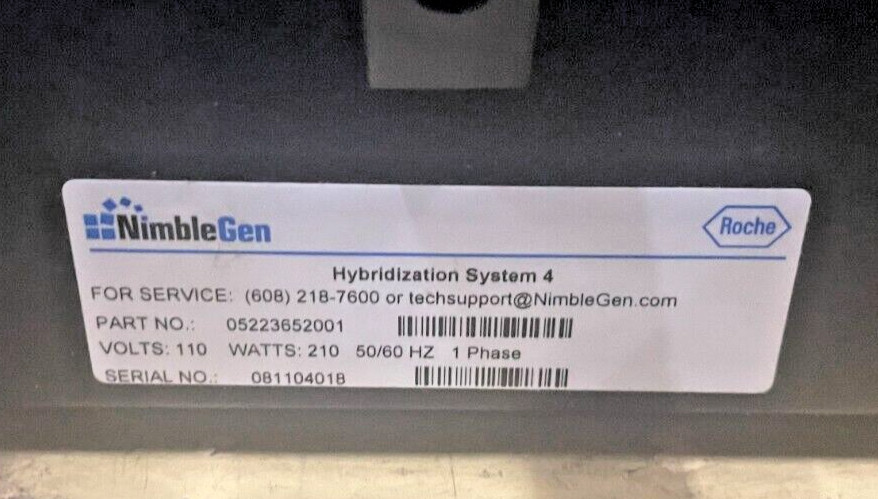 NimbleGen
Roche
Hybridization System 4
FOR SERVICE: (608) 218-7600 or techsupport@NimbleGen.com
PART NO.: 05223652001
VOLTS: 110 WATTS: 210 50/60 HZ 1 Phase
SERIAL NO.: 081104018